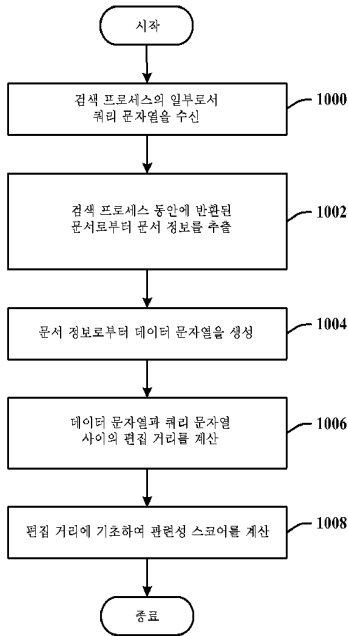 시작
검색 프로세스의 일부로서
쿼리 문자열을 수신
1000
검색 프로세스 동안에 반환된
문서로부터 문서 정보를 추출
1002
문서 정보로부터 데이터 문자열을 생성
1004
데이터 문자열과 쿼리 문자열
사이의 편집 거리를 계산
1006
편집 거리에 기초하여 관련성 스코어를 계산
1008
종료